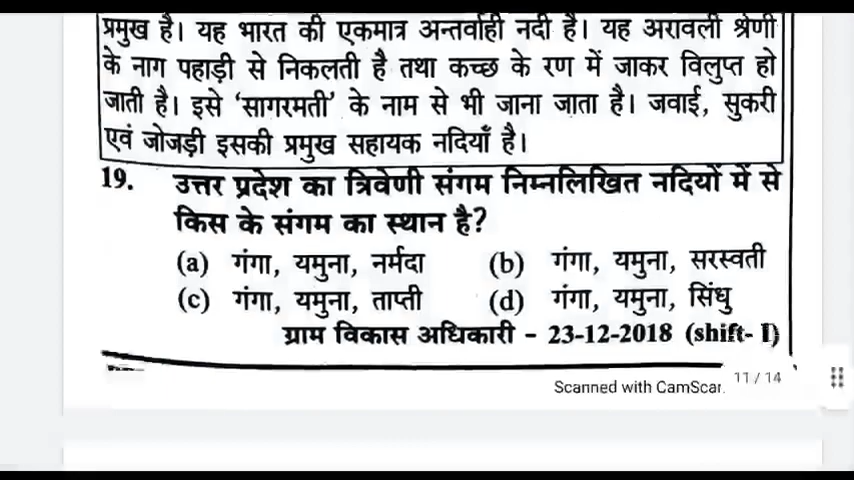 प्रमुख है। यह भारत की एकमात्र अन्तर्वाही नदी है। यह अरावली श्रेणी
के नाग पहाड़ी से निकलती है तथा कच्छ के रण में जाकर विलुप्त हो
जाती है। इसे ‘सागरमती’ के नाम से भी जाना जाता है। जवाई, सुकरी
एवं जोजड़ी इसकी प्रमुख सहायक नदियाँ है।
19. उत्तर प्रदेश का त्रिवेणी संगम निम्नलिखित नदियों में से
किस के संगम का स्थान है?
(a) गंगा, यमुना, नर्मदा (b) गंगा, यमुना, सरस्वती
(c) गंगा, यमुना, ताप्ती (d) गंगा, यमुना, सिंधु
ग्राम विकास अधिकारी - 23-12-2018 (shift- I)
Scanned with CamScar
11 / 14